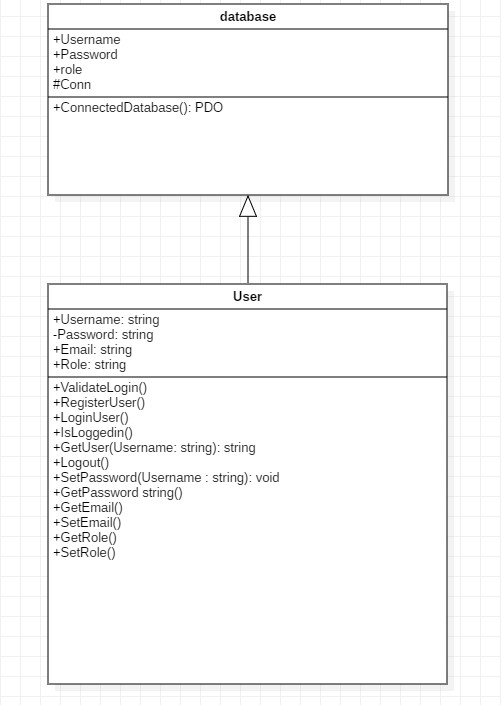 database
+Username
+Password
+role
#Conn
+ConnectedDatabase(): PDO
User
+Username: string
-Password: string
+Email: string
+Role: string
+ValidateLogin()
+RegisterUser()
+LoginUser()
+IsLoggedin()
+GetUser(Username: string): string
+Logout()
+SetPassword(Username : string): void
+GetPassword string()
+GetEmail()
+SetEmail()
+GetRole()
+SetRole()